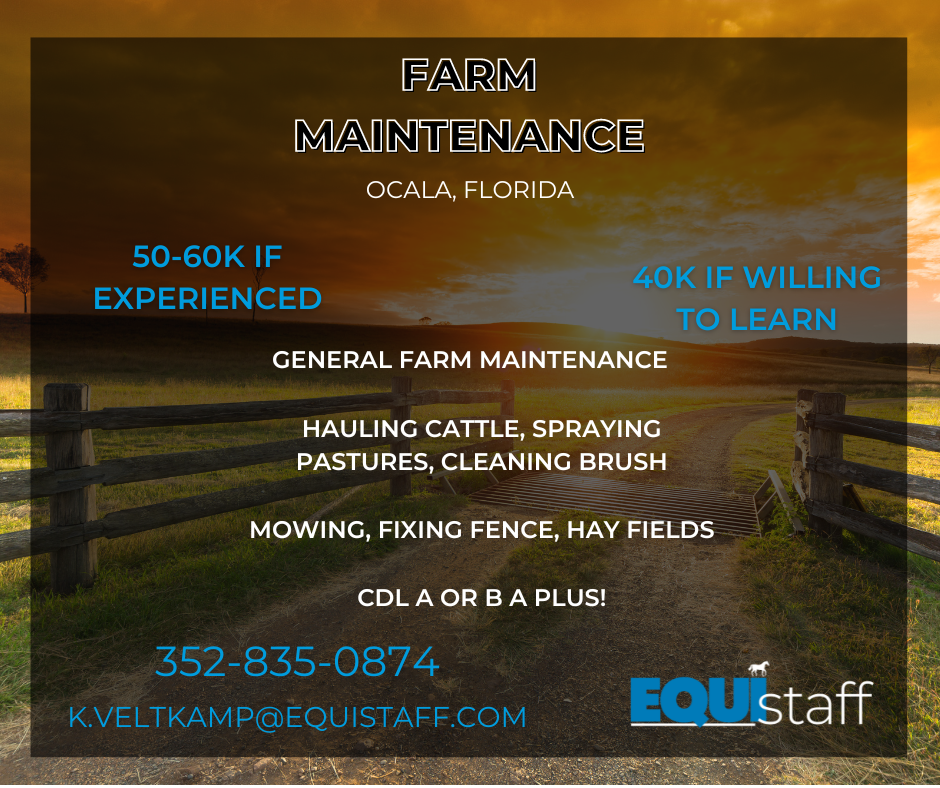 FARM
MAINTENANCE
OCALA, FLORIDA
50-60K IF
EXPERIENCED
40K IF WILLING
TO LEARN
GENERAL FARM MAINTENANCE
HAULING CATTLE, SPRAYING
PASTURES, CLEANING BRUSH
MOWING, FIXING FENCE, HAY FIELDS
CDL A OR B A PLUS!
352-835-0874
K.VELTKAMP@EQUISTAFF.COM
EQUIstaff